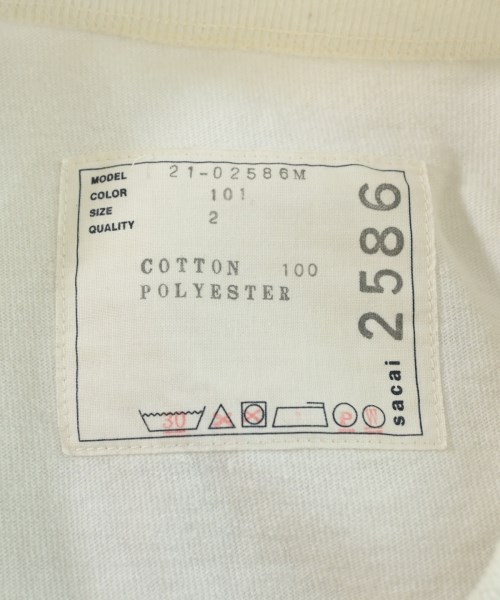 MODEL 21-02586M
COLOR 101
SIZE 2
QUALITY
COTTON 100
POLYESTER
30
P
W
sacai 2586